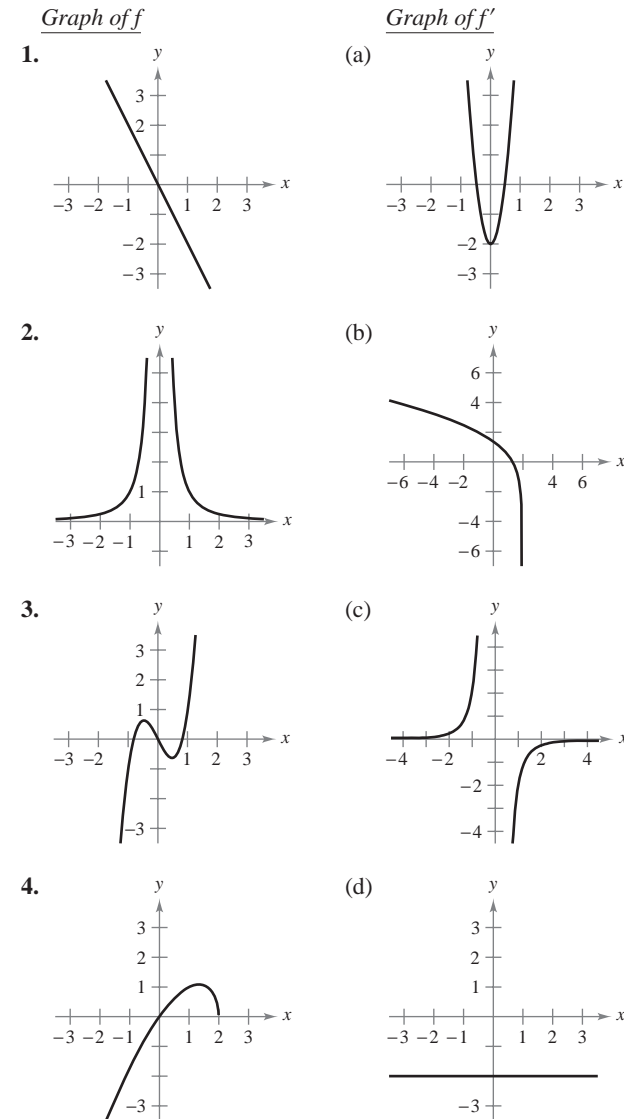 Graph of f Graph of f′
1. (a)
y y
3
2
x x
−3 −2 −1 1 2 3 −3 −2 −1 1 2 3
−2 −2
−3 −3
2. (b)
y y
6
4
1 x
x −6 −4 −2 4 6
−3 −2 −1 1 2 3 −4
−6
3. (c)
y y
3
2
1
x x
−3 −2 1 2 3 −4 −2 2 4
−2
−3 −4
4. (d)
y y
3 3
2 2
1 1
x x
−3 −2 −1 1 2 3 −3 −2 −1 1 2 3
−3 −3